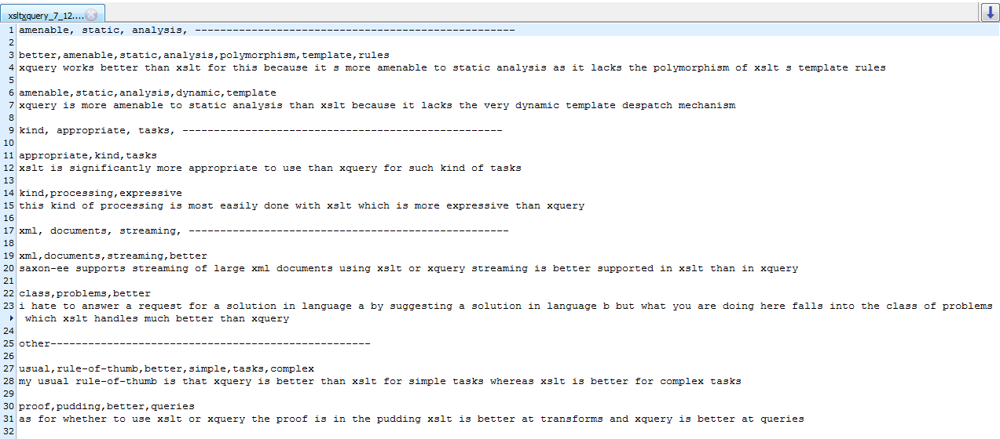 xsltxquery_7_12....
1 amenable, static, analysis, ---------------------------------------------------
2
3 better,amenable,static,analysis,polymorphism,template,rules
4 xquery works better than xslt for this because it s more amenable to static analysis as it lacks the polymorphism of xslt s template rules
5
6 amenable,static,analysis,dynamic,template
7 xquery is more amenable to static analysis than xslt because it lacks the very dynamic template despatch mechanism
8
9 kind, appropriate, tasks, ---------------------------------------------------
10
11 appropriate,kind,tasks
12 xslt is significantly more appropriate to use than xquery for such kind of tasks
13
14 kind,processing,expressive
15 this kind of processing is most easily done with xslt which is more expressive than xquery
16
17 xml, documents, streaming, ---------------------------------------------------
18
19 xml,documents,streaming,better
20 saxon-ee supports streaming of large xml documents using xslt or xquery streaming is better supported in xslt than in xquery
21
22 class,problems,better
23 i hate to answer a request for a solution in language a by suggesting a solution in language b but what you are doing here falls into the class of problems
which xslt handles much better than xquery
24
25 other---------------------------------------------------
26
27 usual,rule-of-thumb,better,simple,tasks,complex
28 my usual rule-of-thumb is that xquery is better than xslt for simple tasks whereas xslt is better for complex tasks
29
30 proof,pudding,better,queries
31 as for whether to use xslt or xquery the proof is in the pudding xslt is better at transforms and xquery is better at queries
32